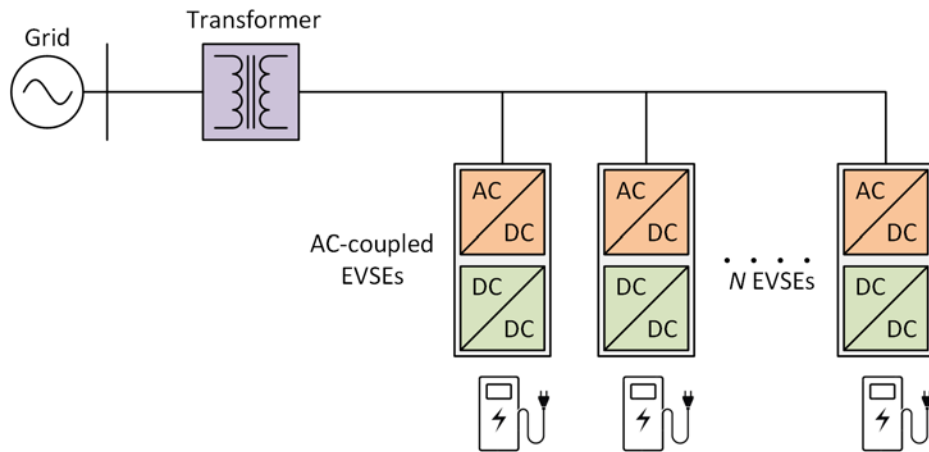 Transformer
Grid
AC
DC
AC
DC
AC
DC
AC-coupled
EVSEs
. . . . .
N EVSEs
DC
DC
DC
DC
DC
DC